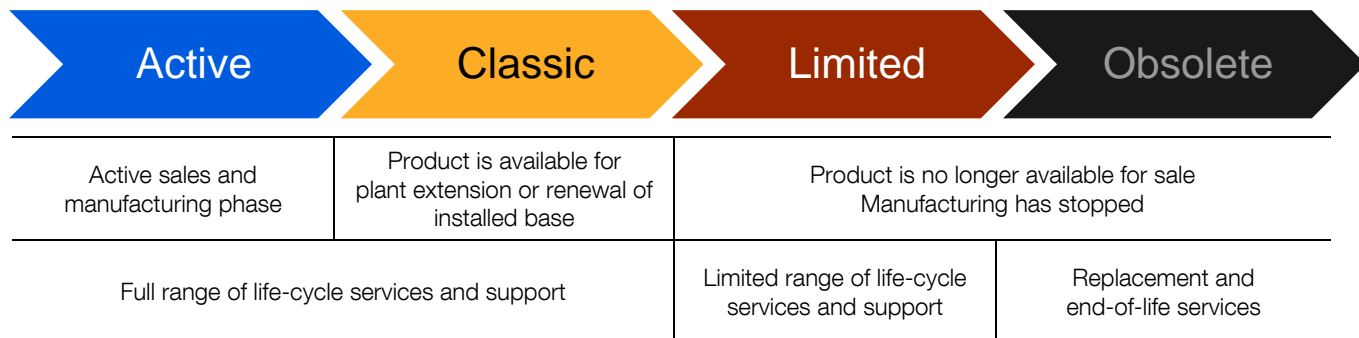 Active
Classic
Limited
Obsolete
Active sales and
manufacturing phase
Product is available for
plant extension or renewal of
installed base
Product is no longer available for sale
Manufacturing has stopped
Full range of life-cycle services and support
Limited range of life-cycle
services and support
Replacement and
end-of-life services